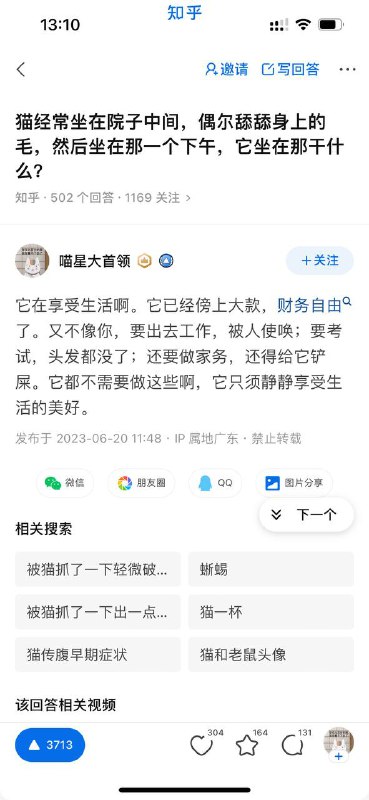 知乎
13:10
邀请 写回答
猫经常坐在院子中间，偶尔舔舔身上的
毛，然后坐在那一个下午，它坐在那干什
么？
知乎 · 502 个回答 · 1169 关注 >
喵星大首领
＋关注
它在享受生活啊。它已经傍上大款，财务自由
了。又不像你，要出去工作，被人使唤；要考
试，头发都没了；还要做家务，还得给它铲
屎。它都不需要做这些啊，它只须静静享受生
活的美好。
发布于 2023-06-20 11:48 · IP 属地广东 · 禁止转载
微信 朋友圈 QQ 图片分享
下一个
相关搜索
被猫抓了一下轻微破... 蜥蜴
被猫抓了一下出一点... 猫一杯
猫传腹早期症状 猫和老鼠头像
该回答相关视频
3713 304 164 131